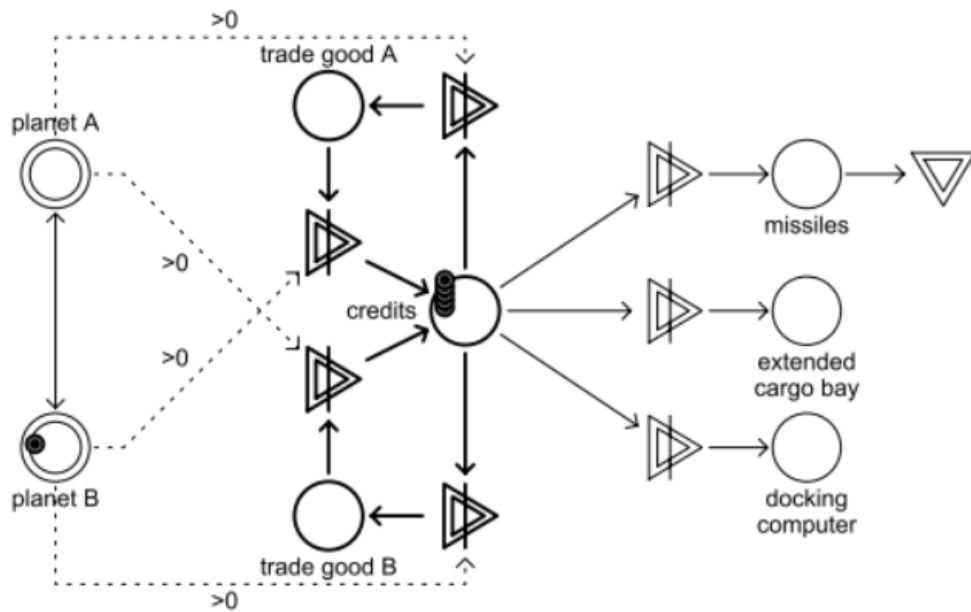 >0
trade good A
planet A
missiles
>0
credits
>0
extended
cargo bay
planet B
docking
computer
trade good B
>0